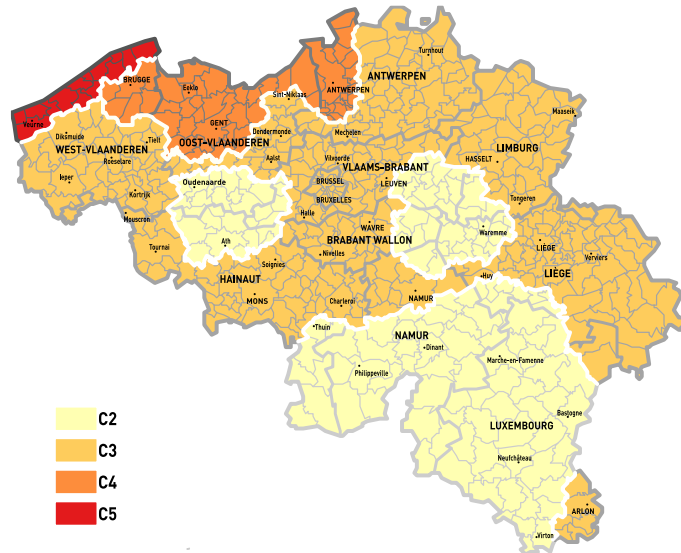 Turnhout
ANTWERPEN
BRUGGE
Eeklo
Sint-Niklaas
ANTWERPEN
Maaseik
Veurne
GENT
Diksmuide
Tielt
OOST-VLAANDEREN
Dendermonde
Mechelen
WEST-VLAANDEREN
Roeselare
Aalst
Vilvoorde
VLAAMS-BRABANT
HASSELT
LIMBURG
Ieper
Oudenaarde
BRUSSEL
LEUVEN
Kortrijk
BRUXELLES
Tongeren
Mouscron
Halle
WAVRE
Waremme
Ath
BRABANT WALLON
LIÈGE
Tournai
Nivelles
Verviers
Soignies
HAINAUT
Huy
LIÈGE
MONS
Charleroi
NAMUR
Thuin
NAMUR
Dinant
Marche-en-Famenne
Philippeville
C2
Bastogne
LUXEMBOURG
C3
Neufchâteau
C4
ARLON
C5
Virton